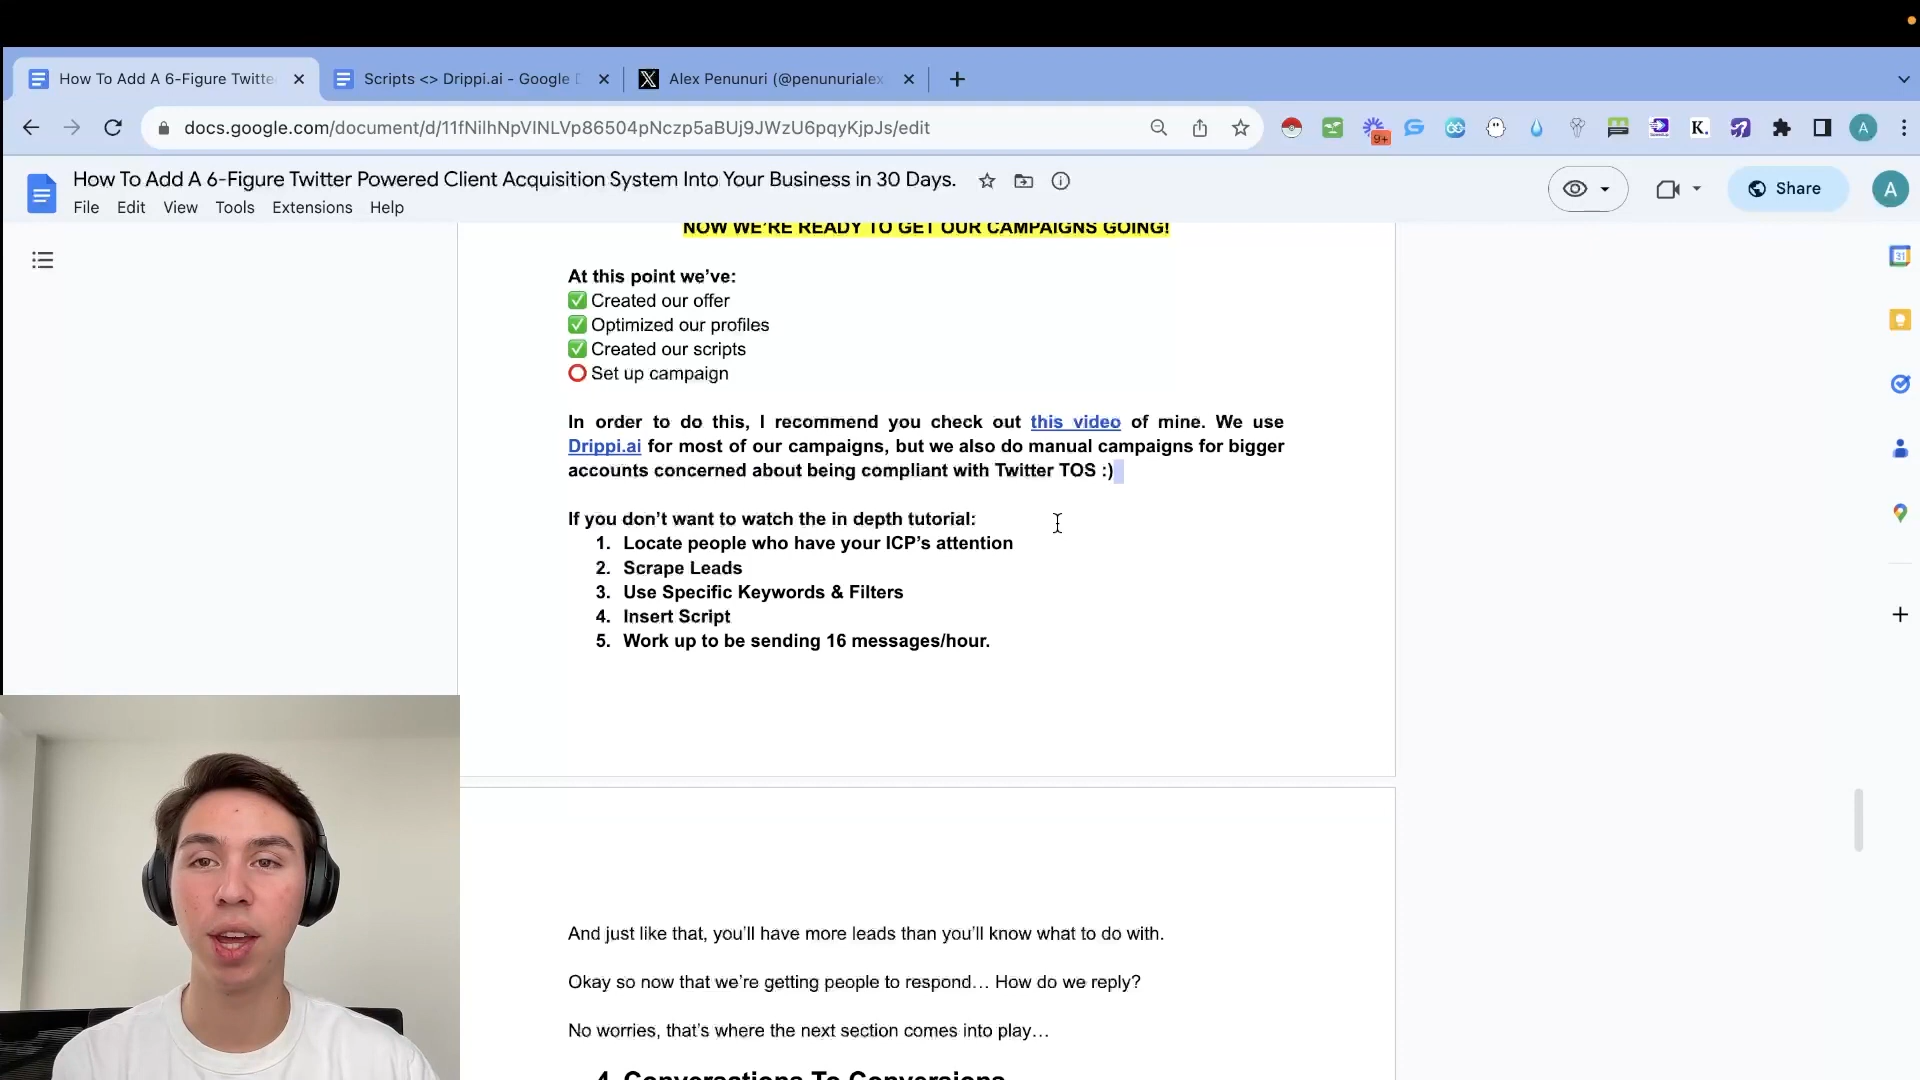 How To Add A 6-Figure Twitte
Scripts <> Drippi.ai - Google D
Alex Penunuri (@penunurialex
docs.google.com/document/d/11fNilhNpVINLVp86504pNczp5aBUj9JWzU6pqyKjpJs/edit
9+
K.
A
How To Add A 6-Figure Twitter Powered Client Acquisition System Into Your Business in 30 Days.
File Edit View Tools Extensions Help
Share
A
31
NOW WE'RE READY TO GET OUR CAMPAIGNS GOING!
At this point we've:
✅ Created our offer
✅ Optimized our profiles
✅ Created our scripts
⭕ Set up campaign
In order to do this, I recommend you check out this video of mine. We use
Drippi.ai for most of our campaigns, but we also do manual campaigns for bigger
accounts concerned about being compliant with Twitter TOS :)
If you don't want to watch the in depth tutorial:
1. Locate people who have your ICP's attention
2. Scrape Leads
3. Use Specific Keywords & Filters
4. Insert Script
5. Work up to be sending 16 messages/hour.
And just like that, you'll have more leads than you'll know what to do with.
Okay so now that we're getting people to respond… How do we reply?
No worries, that's where the next section comes into play…
4. Conversations To Conversions